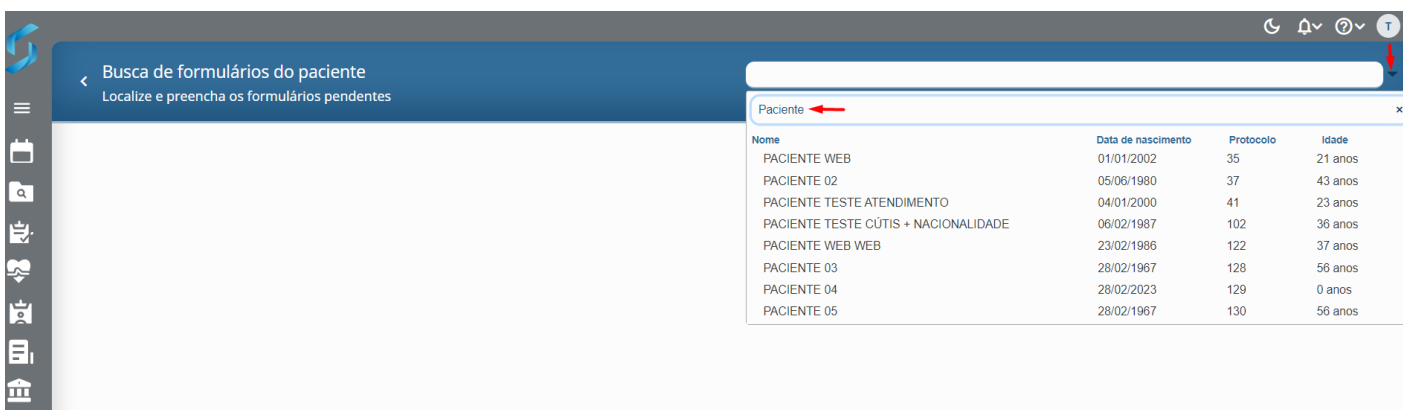 T
Busca de formulários do paciente
Localize e preencha os formulários pendentes
Paciente ×
Nome Data de nascimento Protocolo Idade
PACIENTE WEB 01/01/2002 35 21 anos
PACIENTE 02 05/06/1980 37 43 anos
PACIENTE TESTE ATENDIMENTO 04/01/2000 41 23 anos
PACIENTE TESTE CÚTIS + NACIONALIDADE 06/02/1987 102 36 anos
PACIENTE WEB WEB 23/02/1986 122 37 anos
PACIENTE 03 28/02/1967 128 56 anos
PACIENTE 04 28/02/2023 129 0 anos
PACIENTE 05 28/02/1967 130 56 anos